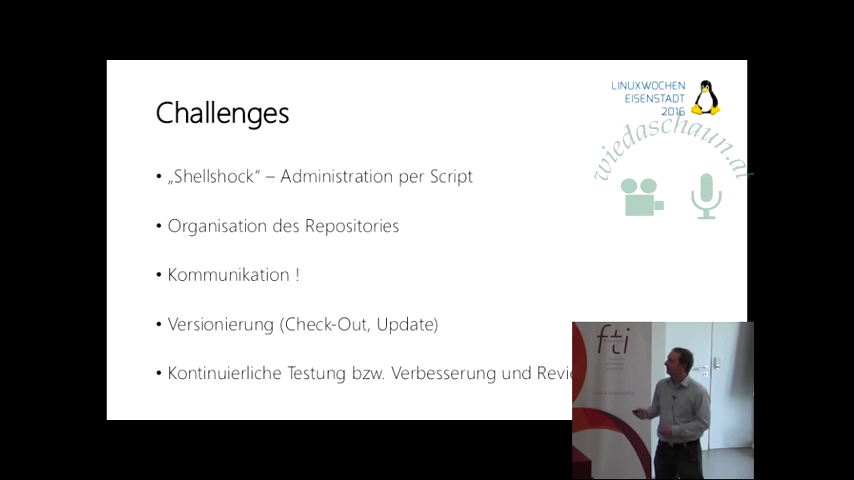 Challenges
LINUXWOCHEN
EISENSTADT
2016
wiedaschaun.at
• „Shellshock“ – Administration per Script
• Organisation des Repositories
• Kommunikation !
• Versionierung (Check-Out, Update)
• Kontinuierliche Testung bzw. Verbesserung und Revie
fti